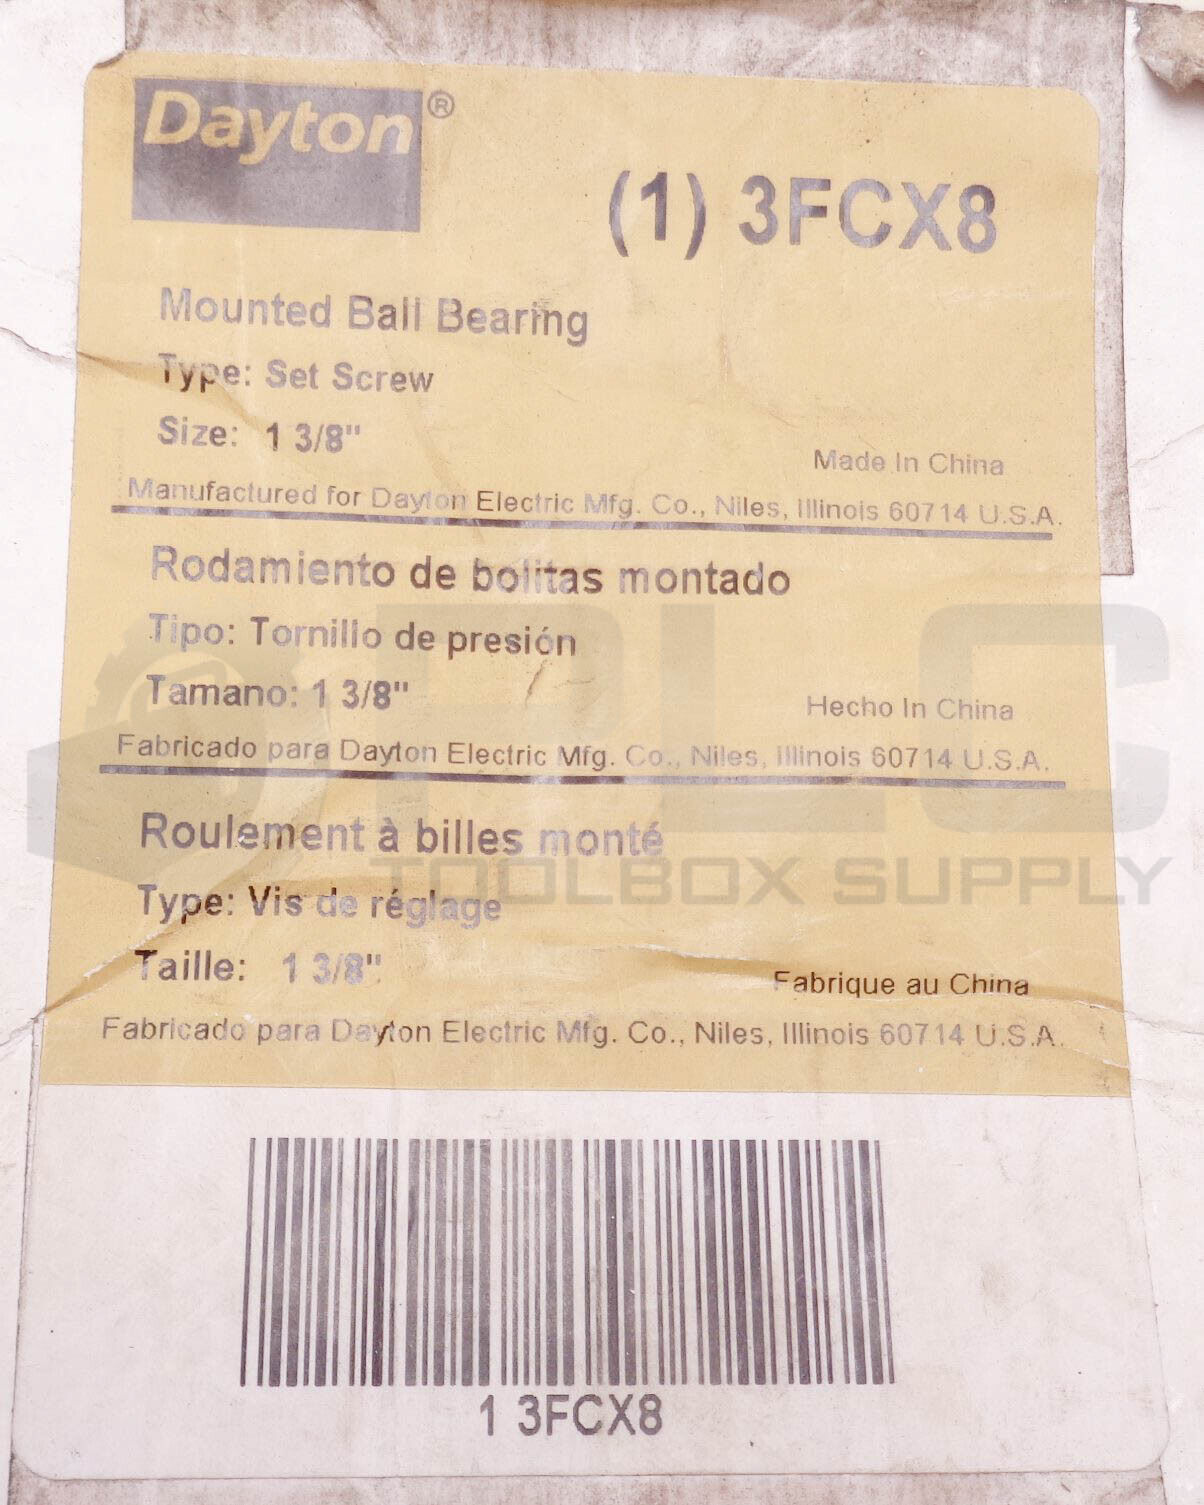 Dayton®
(1) 3FCX8
Mounted Ball Bearing
Type: Set Screw
Size: 1 3/8"
Made In China
Manufactured for Dayton Electric Mfg. Co., Niles, Illinois 60714 U.S.A.
Rodamiento de bolitas montado
Tipo: Tornillo de presión
Tamano: 1 3/8"
Hecho In China
Fabricado para Dayton Electric Mfg. Co., Niles, Illinois 60714 U.S.A.
Roulement à billes monté
Type: Vis de réglage
Taille: 1 3/8"
Fabrique au China
Fabricado para Dayton Electric Mfg. Co., Niles, Illinois 60714 U.S.A.
1 3FCX8
PLC
TOOLBOX SUPPLY